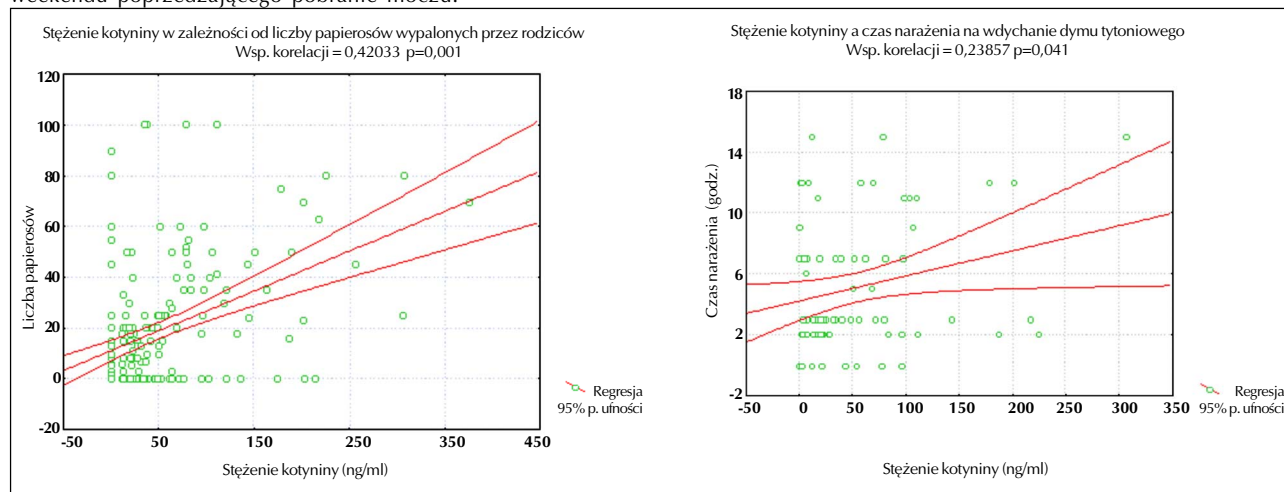 weekendu poprzedzającego pobranie moczu.
Stężenie kotyniny w zależności od liczby papierosów wypalonych przez rodziców
Wsp. korelacji = 0,42033 p=0,001
120
100
80
60
40
20
0
-20
Liczba papierosów
-50
50
150
250
350
450
Stężenie kotyniny (ng/ml)
Regresja
95% p. ufności
Stężenie kotyniny a czas narażenia na wdychanie dymu tytoniowego
Wsp. korelacji = 0,23857 p=0,041
18
14
10
6
2
-2
Czas narażenia (godz.)
-50
0
50
100
150
200
250
300
350
Stężenie kotyniny (ng/ml)
Regresja
95% p. ufności